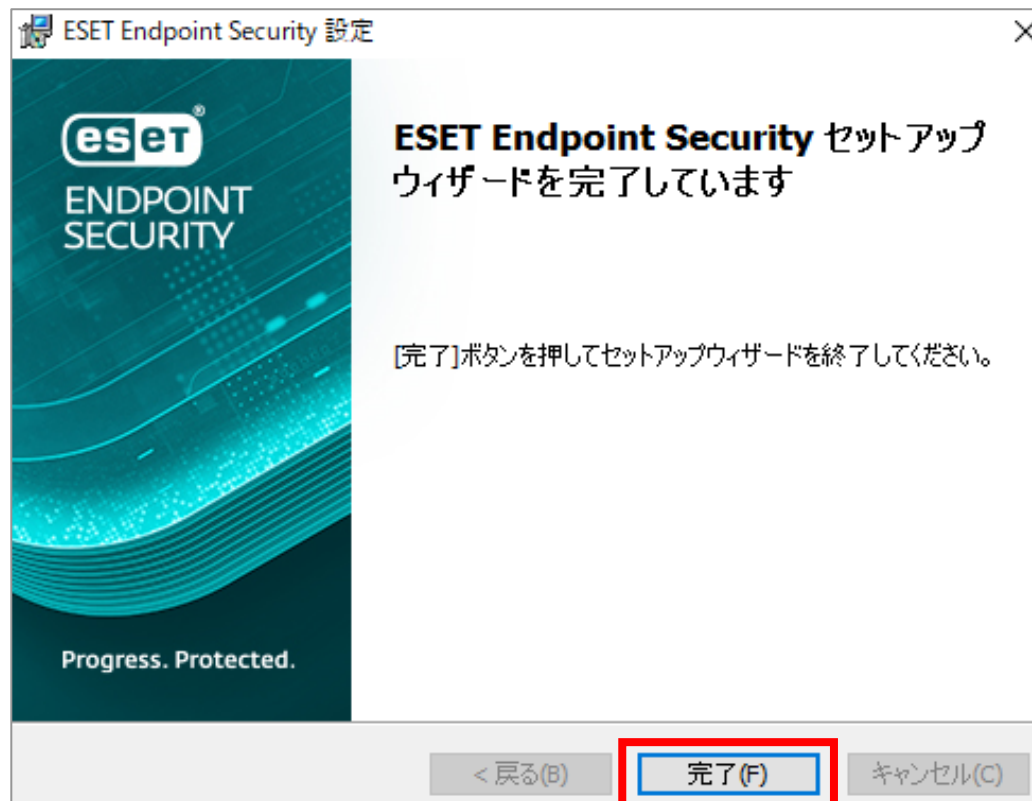 ESET Endpoint Security 設定
eseT®
ENDPOINT
SECURITY
Progress. Protected.
ESET Endpoint Security セットアップ
ウィザードを完了しています
[完了]ボタンを押してセットアップウィザードを終了してください。
< 戻る(B)
完了(F)
キャンセル(C)